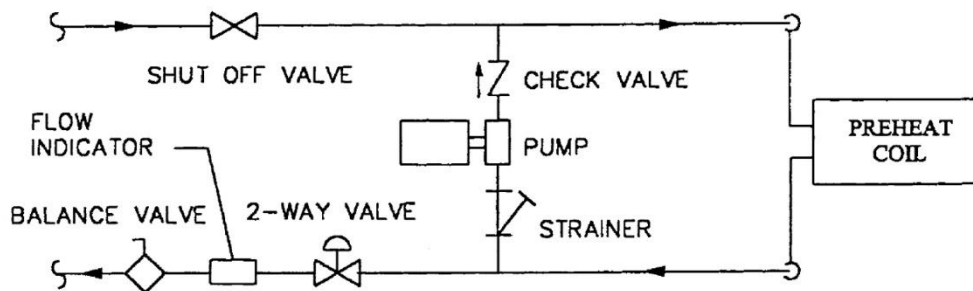 SHUT OFF VALVE
CHECK VALVE
FLOW
INDICATOR
PUMP
PREHEAT
COIL
BALANCE VALVE
2-WAY VALVE
STRAINER